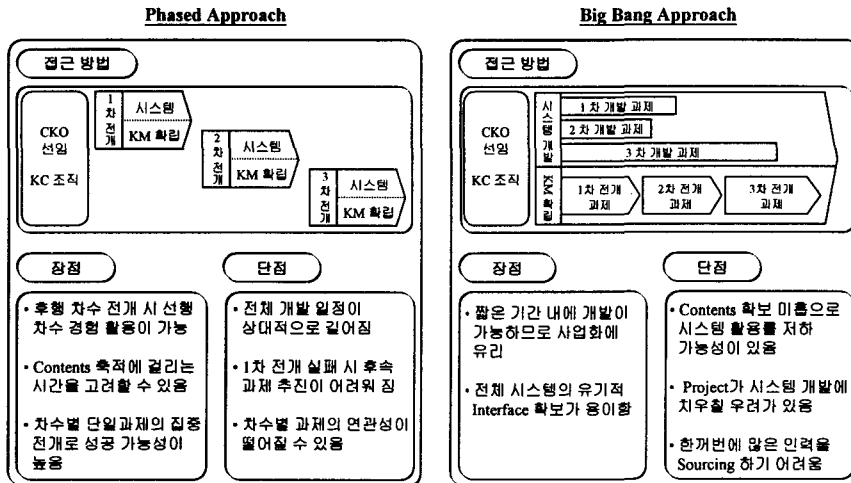 Phased Approach
접근 방법
CKO
선임
KC 조직
1차 전개
시스템
KM 확립
2차 전개
시스템
KM 확립
3차 전개
시스템
KM 확립
장점
• 후행 차수 전개 시 선행
차수 경험 활용이 가능
• Contents 축적에 걸리는
시간을 고려할 수 있음
• 차수별 단일과제의 집중
전개로 성공 가능성이
높음
단점
• 전체 개발 일정이
상대적으로 길어짐
• 1차 전개 실패 시 후속
과제 추진이 어려워 짐
• 차수별 과제의 연관성이
떨어질 수 있음
Big Bang Approach
접근 방법
CKO
선임
KC 조직
시스템 개발
1차 개발 과제
2차 개발 과제
3차 개발 과제
KM 확립
1차 전개
과제
2차 전개
과제
3차 전개
과제
장점
• 짧은 기간 내에 개발이
가능하므로 사업화에
유리
• 전체 시스템의 유기적
Interface 확보가 용이함
단점
• Contents 확보 미흡으로
시스템 활용률 저하
가능성이 있음
• Project가 시스템 개발에
치우칠 우려가 있음
• 한꺼번에 많은 인력을
Sourcing 하기 어려움